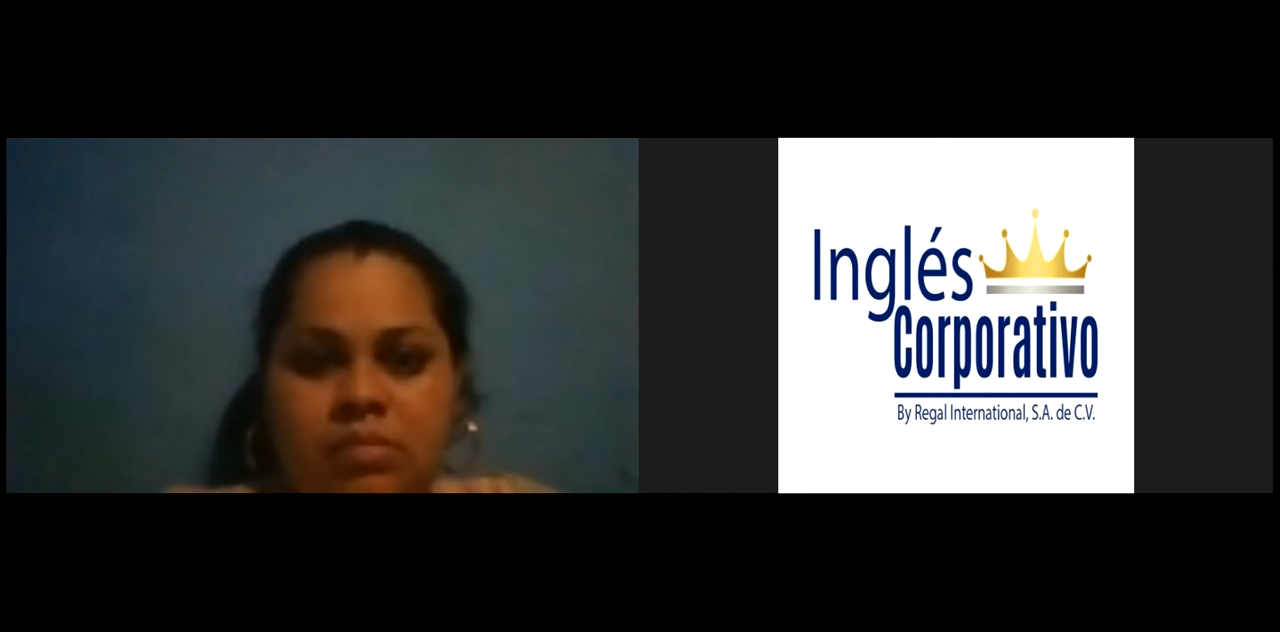 Inglés
Corporativo
By Regal International, S.A. de C.V.